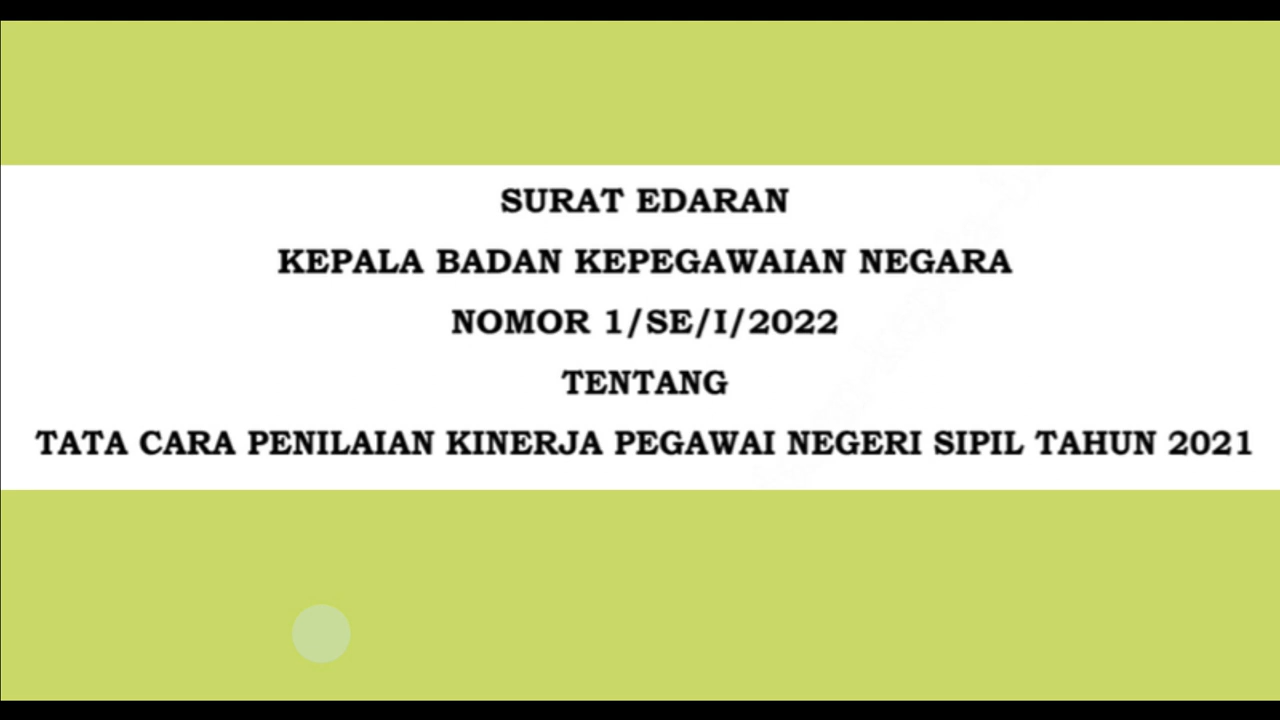 SURAT EDARAN
KEPALA BADAN KEPEGAWAIAN NEGARA
NOMOR 1/SE/I/2022
TENTANG
TATA CARA PENILAIAN KINERJA PEGAWAI NEGERI SIPIL TAHUN 2021